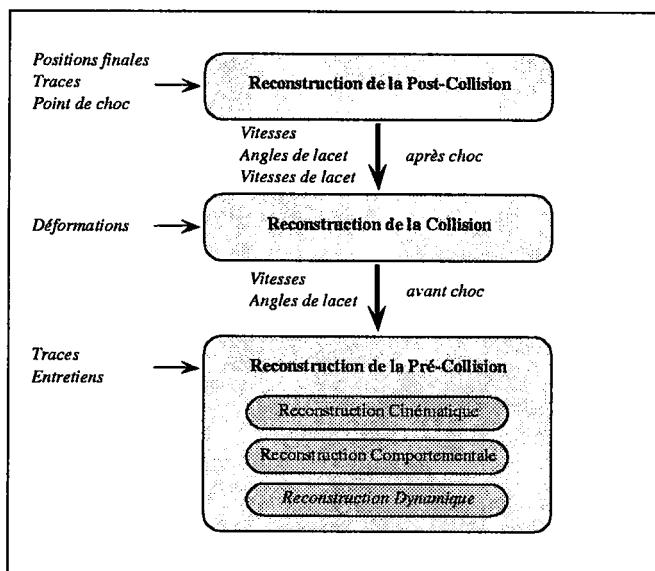 Positions finales
Traces
Point de choc
Reconstruction de la Post-Collision
Vitesses
Angles de lacet
Vitesses de lacet
après choc
Déformations
Reconstruction de la Collision
Vitesses
Angles de lacet
avant choc
Traces
Entretiens
Reconstruction de la Pré-Collision
Reconstruction Cinématique
Reconstruction Comportementale
Reconstruction Dynamique